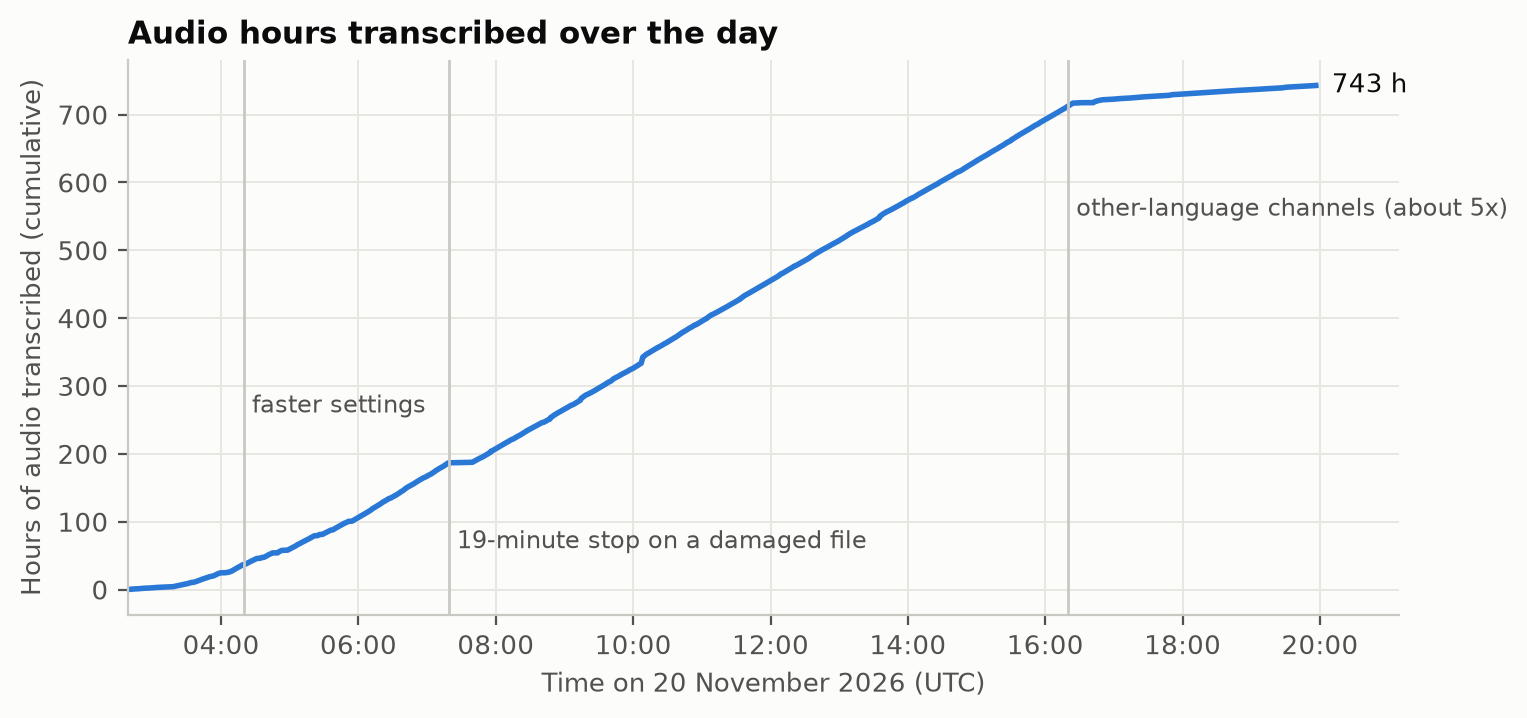 Audio hours transcribed over the day
Hours of audio transcribed (cumulative)
700
600
500
400
300
200
100
0
743 h
other-language channels (about 5x)
faster settings
19-minute stop on a damaged file
04:00 06:00 08:00 10:00 12:00 14:00 16:00 18:00 20:00
Time on 20 November 2026 (UTC)